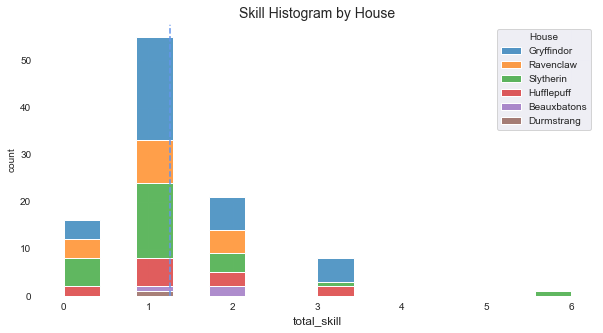 Skill Histogram by House
House
Gryffindor
Ravenclaw
Slytherin
Hufflepuff
Beauxbatons
Durmstrang
count
50
40
30
20
10
0
0 1 2 3 4 5 6
total_skill